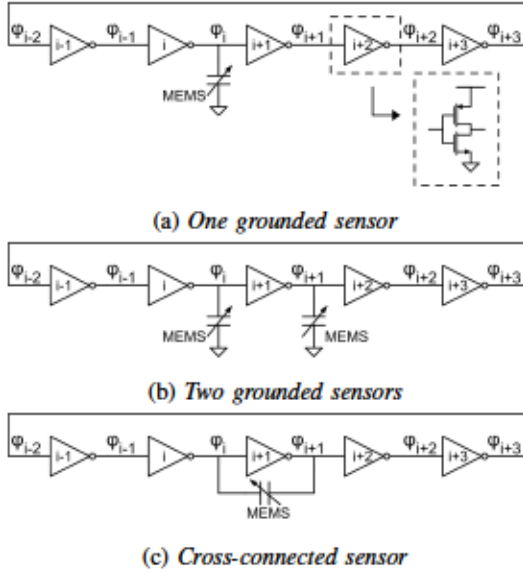 φi-2 φi-1 φi φi+1 φi+2 φi+3
i-1 i i+1 i+2 i+3
MEMS
(a) One grounded sensor
φi-2 φi-1 φi φi+1 φi+2 φi+3
i-1 i i+1 i+2 i+3
MEMS MEMS
(b) Two grounded sensors
φi-2 φi-1 φi φi+1 φi+2 φi+3
i-1 i i+1 i+2 i+3
MEMS
(c) Cross-connected sensor